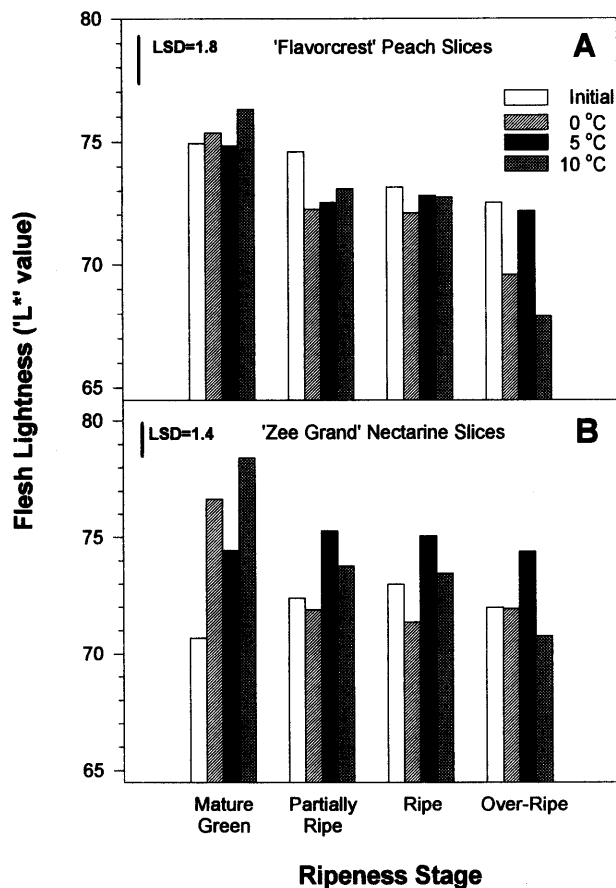 80
LSD=1.8 'Flavorcrest' Peach Slices A
Initial
0 °C
5 °C
10 °C
75
70
65
Flesh Lightness ('L*' value)
80
LSD=1.4 'Zee Grand' Nectarine Slices B
75
70
65
Mature Green
Partially Ripe
Ripe
Over-Ripe
Ripeness Stage